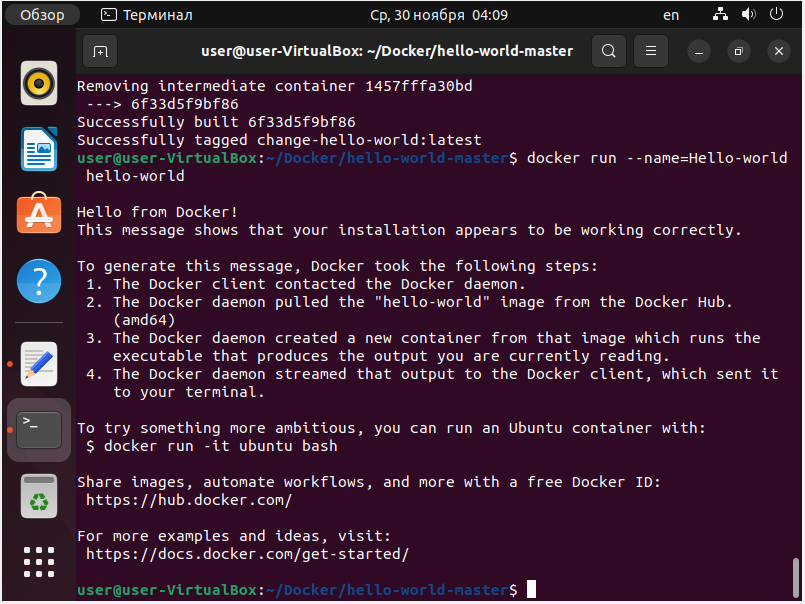 Обзор
Терминал
Ср, 30 ноября 04:09
en
user@user-VirtualBox: ~/Docker/hello-world-master
Removing intermediate container 1457fffa30bd
 ---> 6f33d5f9bf86
Successfully built 6f33d5f9bf86
Successfully tagged change-hello-world:latest
user@user-VirtualBox:~/Docker/hello-world-master$ docker run --name=Hello-world
 hello-world

Hello from Docker!
This message shows that your installation appears to be working correctly.

To generate this message, Docker took the following steps:
 1. The Docker client contacted the Docker daemon.
 2. The Docker daemon pulled the "hello-world" image from the Docker Hub.
    (amd64)
 3. The Docker daemon created a new container from that image which runs the
    executable that produces the output you are currently reading.
 4. The Docker daemon streamed that output to the Docker client, which sent it
    to your terminal.

To try something more ambitious, you can run an Ubuntu container with:
 $ docker run -it ubuntu bash

Share images, automate workflows, and more with a free Docker ID:
 https://hub.docker.com/

For more examples and ideas, visit:
 https://docs.docker.com/get-started/

user@user-VirtualBox:~/Docker/hello-world-master$